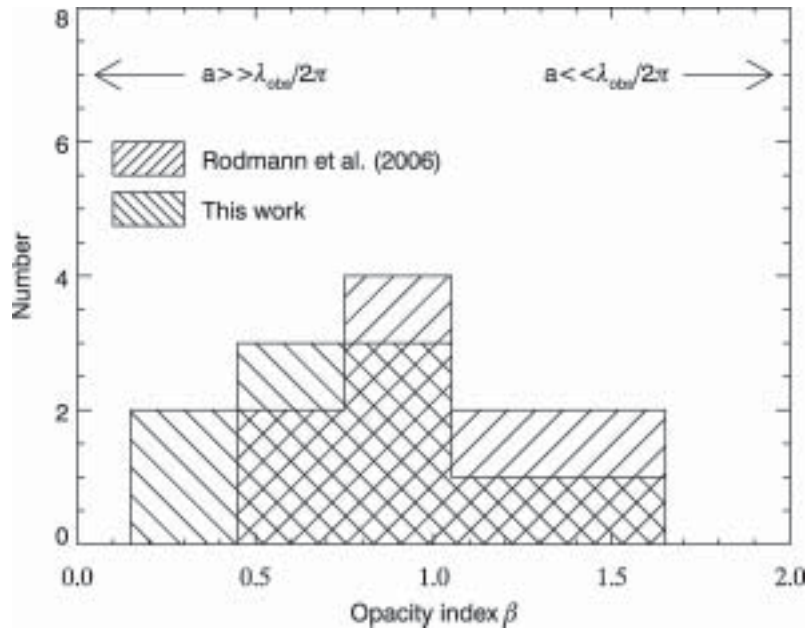 8
a>>λobs/2π a<<λobs/2π
6
Rodmann et al. (2006)
This work
Number
4
2
0
0.0 0.5 1.0 1.5 2.0
Opacity index β